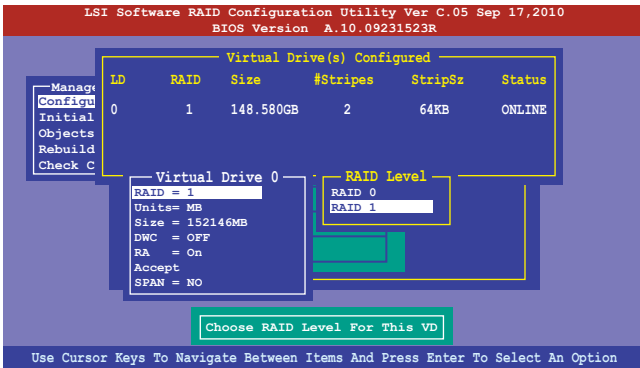 LSI Software RAID Configuration Utility Ver C.05 Sep 17,2010
BIOS Version A.10.09231523R
Virtual Drive(s) Configured
LD RAID Size #Stripes StripSz Status
0 1 148.580GB 2 64KB ONLINE
Manage
Configu
Initial
Objects
Rebuild
Check C
Virtual Drive 0
RAID = 1
Units= MB
Size = 152146MB
DWC = OFF
RA = On
Accept
SPAN = NO
RAID Level
RAID 0
RAID 1
Choose RAID Level For This VD
Use Cursor Keys To Navigate Between Items And Press Enter To Select An Option